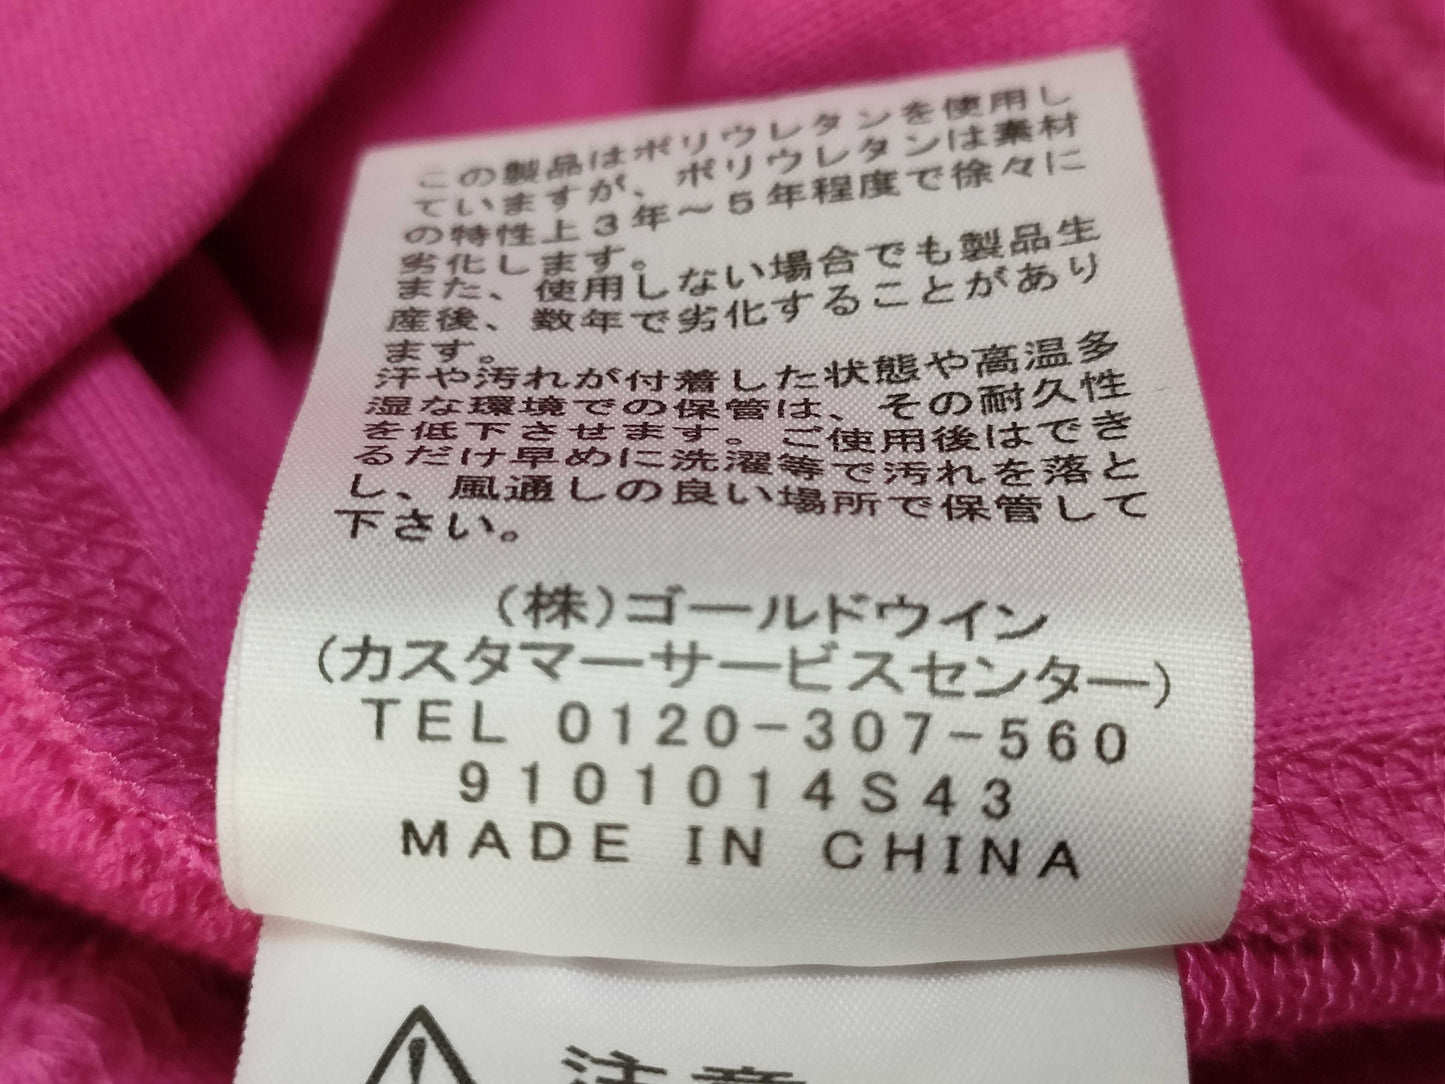 この製品はポリウレタンを使用し
ていますが、ポリウレタンは素材
の特性上3年～5年程度で徐々に
劣化します。
また、使用しない場合でも製品生
産後、数年で劣化することがあり
ます。
汗や汚れが付着した状態や高温多
湿な環境での保管は、その耐久性
を低下させます。ご使用後はでき
るだけ早めに洗濯等で汚れを落と
し、風通しの良い場所で保管して
下さい。
(株)ゴールドウイン
(カスタマーサービスセンター)
TEL 0120-307-560
9101014S43
MADE IN CHINA
注意